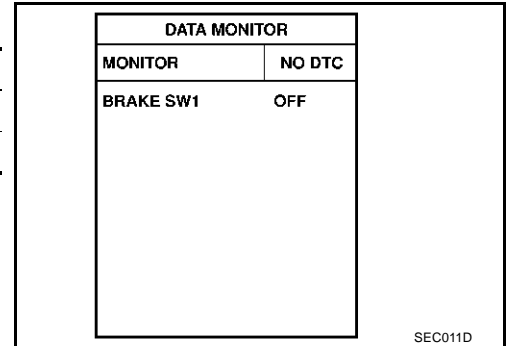 DATA MONITOR
MONITOR NO DTC
BRAKE SW1 OFF
SEC011D